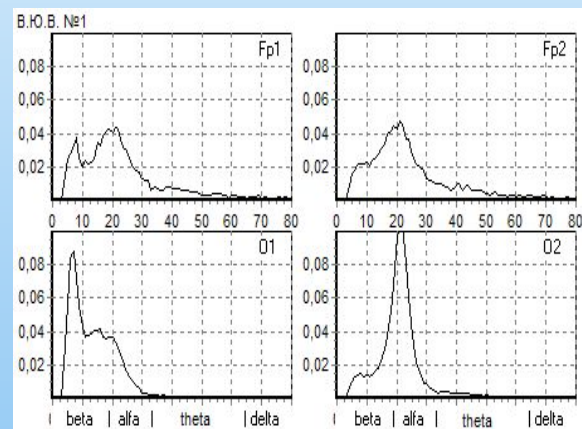 В.Ю.В. №1
Fp1
Fp2
0,08 0,08
0,06 0,06
0,04 0,04
0,02 0,02
0 10 20 30 40 50 60 70 80 0 10 20 30 40 50 60 70 80
O1
O2
0,08 0,08
0,06 0,06
0,04 0,04
0,02 0,02
| beta | alfa | theta | delta | beta | alfa | theta | delta